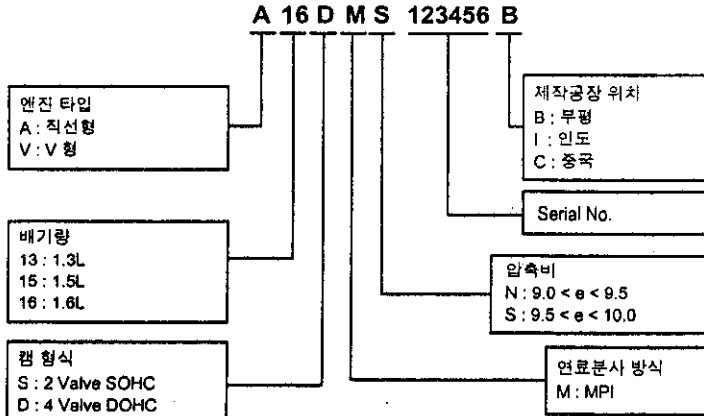 A 16 D M S 123456 B
엔진 타입
A : 직선형
V : V 형
배기량
13 : 1.3L
15 : 1.5L
16 : 1.6L
캠 형식
S : 2 Valve SOHC
D : 4 Valve DOHC
제작공장 위치
B : 부평
I : 인도
C : 중국
Serial No.
압축비
N : 9.0 < e < 9.5
S : 9.5 < e < 10.0
연료분사 방식
M : MPI